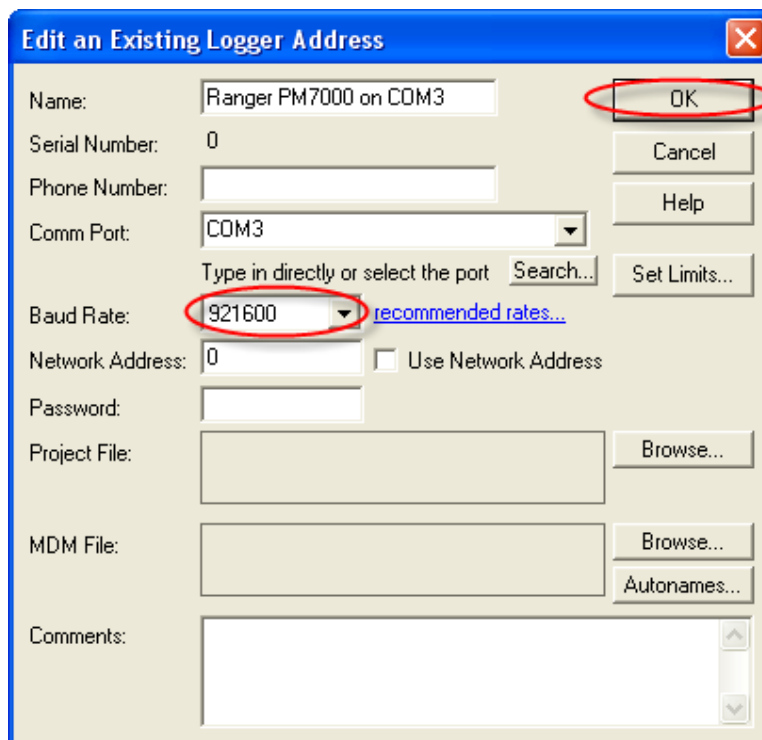 Edit an Existing Logger Address
Name: Ranger PM7000 on COM3 OK
Serial Number: 0 Cancel
Phone Number: Help
Comm Port: COM3
Type in directly or select the port Search... Set Limits...
Baud Rate: 921600 recommended rates...
Network Address: 0 Use Network Address
Password:
Project File: Browse...
MDM File: Browse...
Autonames...
Comments: